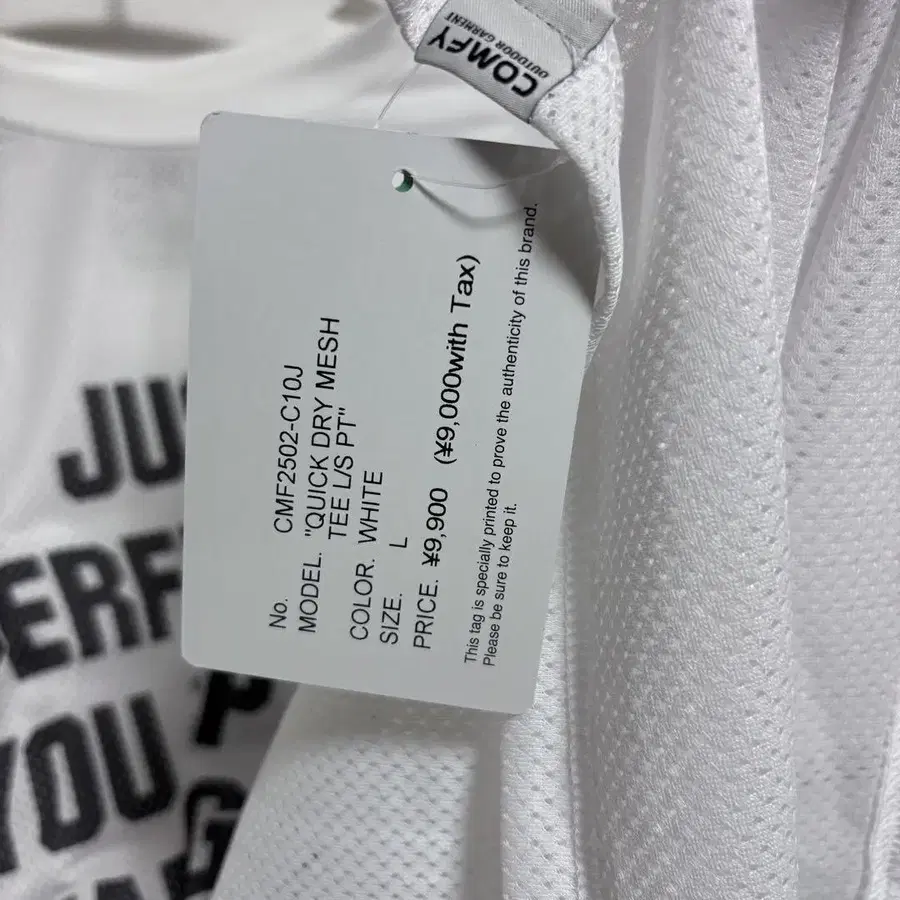 COMFY
OUTDOOR GARMENT
No. CMF2502-C10J
MODEL. "QUICK DRY MESH
TEE L/S PT"
COLOR. WHITE
SIZE. L
PRICE. ¥9,900 (¥9,000with Tax)
This tag is specially printed to prove the authenticity of this brand.
Please be sure to keep it.
YOU